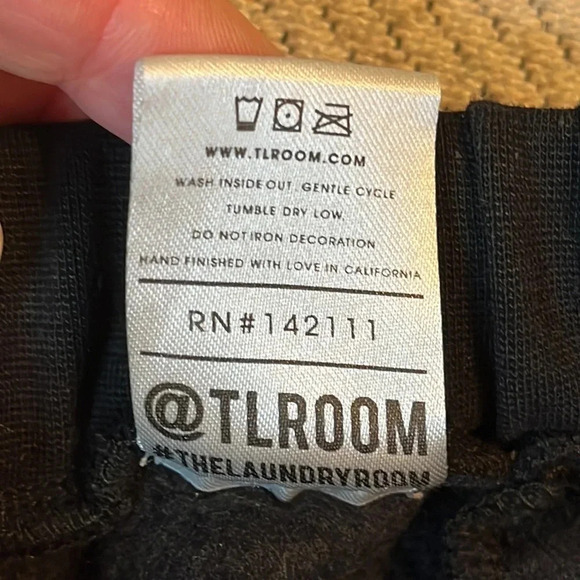 WWW.TLROOM.COM
WASH INSIDE OUT. GENTLE CYCLE
TUMBLE DRY LOW.
DO NOT IRON DECORATION
HAND FINISHED WITH LOVE IN CALIFORNIA
RN#142111
@TLROOM
#THELAUNDRYROOM